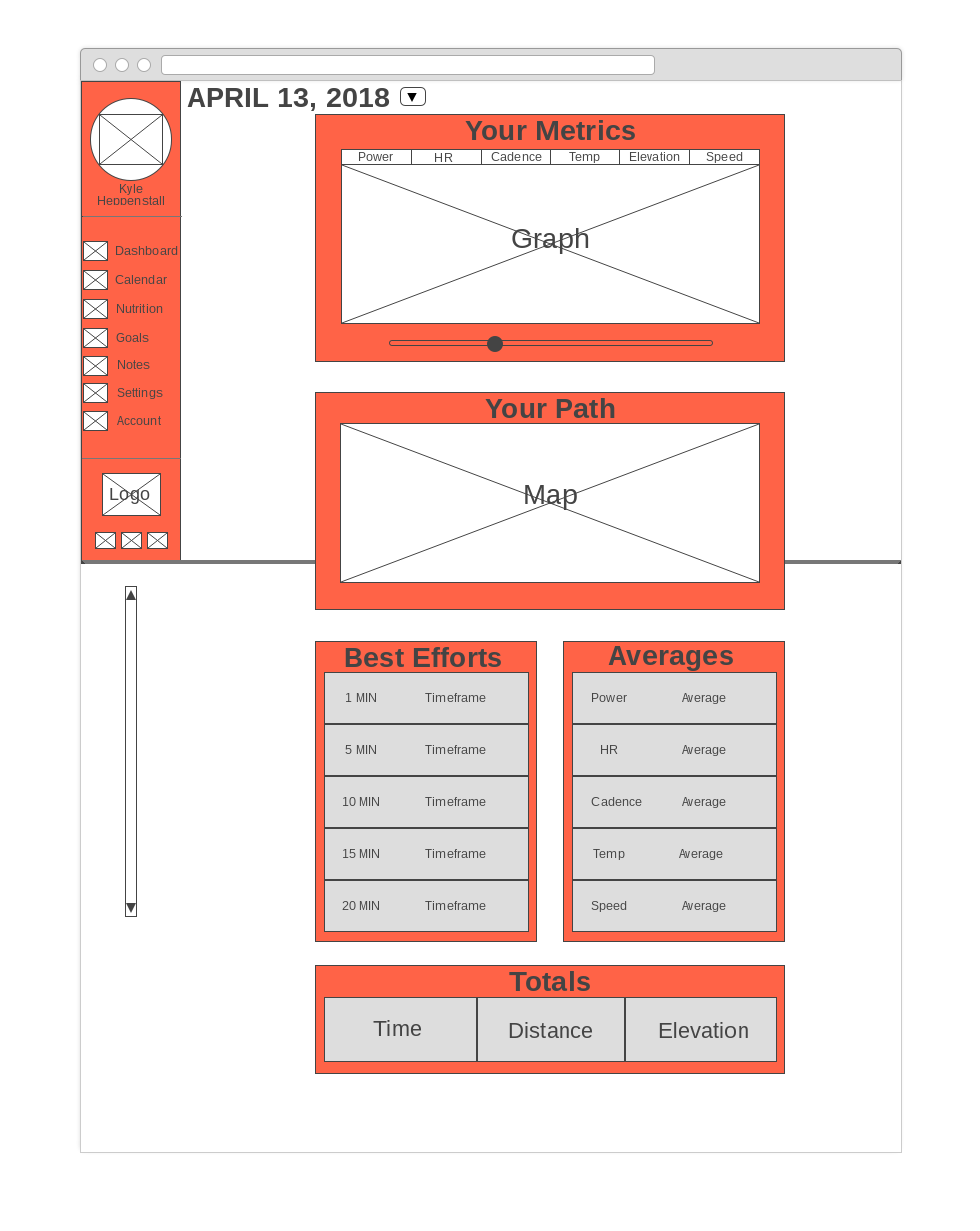 APRIL 13, 2018
Kyle
Heppenstall
Dashboard
Calendar
Nutrition
Goals
Notes
Settings
Account
Logo
Your Metrics
Power HR Cadence Temp Elevation Speed
Graph
Your Path
Map
Best Efforts
1 MIN Timeframe
5 MIN Timeframe
10 MIN Timeframe
15 MIN Timeframe
20 MIN Timeframe
Averages
Power Average
HR Average
Cadence Average
Temp Average
Speed Average
Totals
Time Distance Elevation